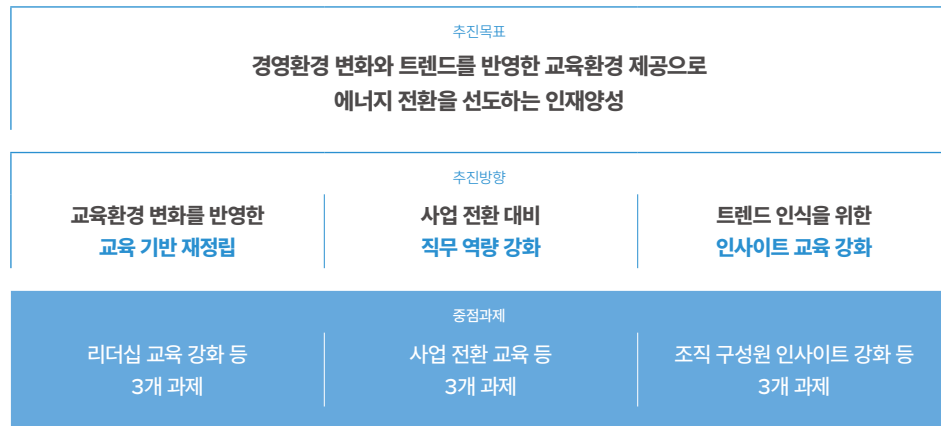 추진목표
경영환경 변화와 트렌드를 반영한 교육환경 제공으로
에너지 전환을 선도하는 인재양성
추진방향
교육환경 변화를 반영한
교육 기반 재정립
사업 전환 대비
직무 역량 강화
트렌드 인식을 위한
인사이트 교육 강화
중점과제
리더십 교육 강화 등
3개 과제
사업 전환 교육 등
3개 과제
조직 구성원 인사이트 강화 등
3개 과제